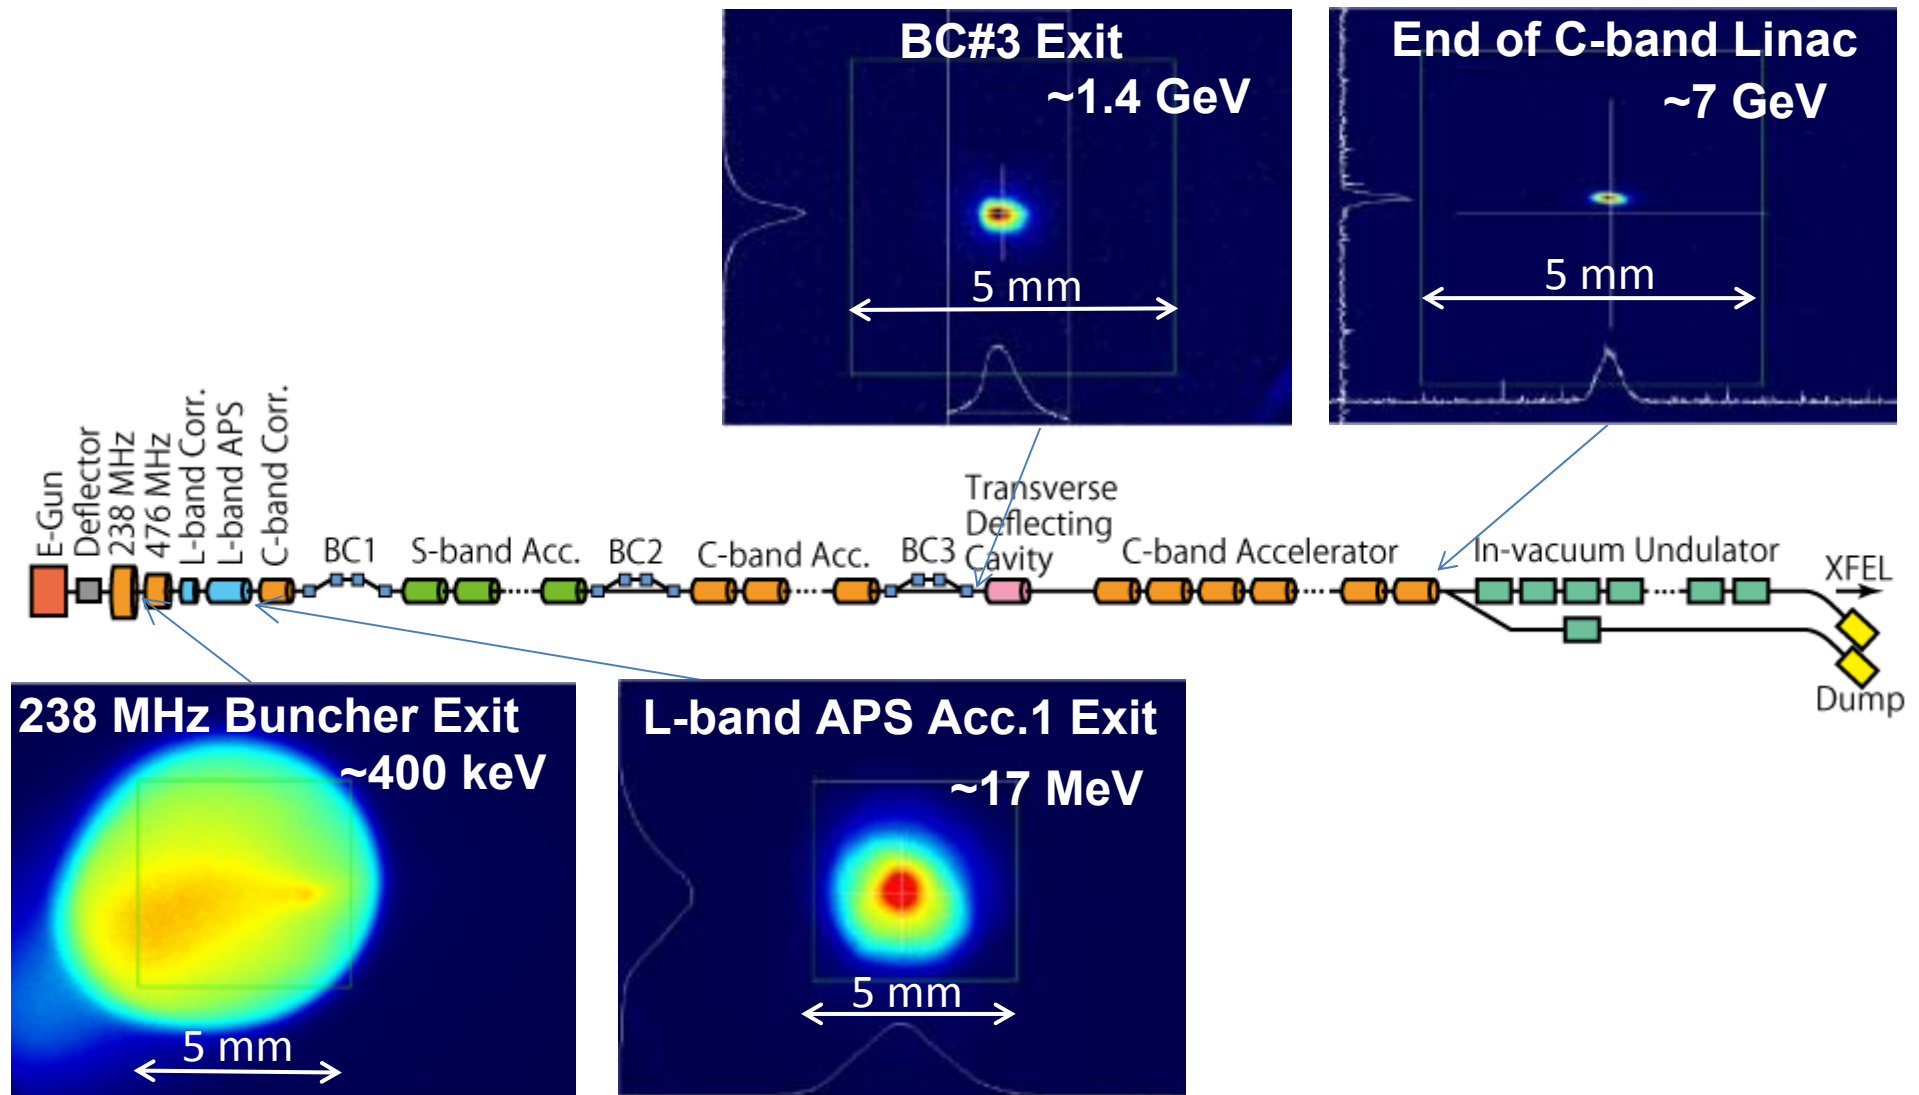 BC#3 Exit
~1.4 GeV
5 mm
End of C-band Linac
~7 GeV
5 mm
E-Gun
Deflector
238 MHz
476 MHz
L-band Corr.
L-band APS
C-band Corr.
BC1
S-band Acc.
BC2
C-band Acc.
BC3
Transverse
Deflecting
Cavity
C-band Accelerator
In-vacuum Undulator
XFEL
Dump
238 MHz Buncher Exit
~400 keV
5 mm
L-band APS Acc.1 Exit
~17 MeV
5 mm